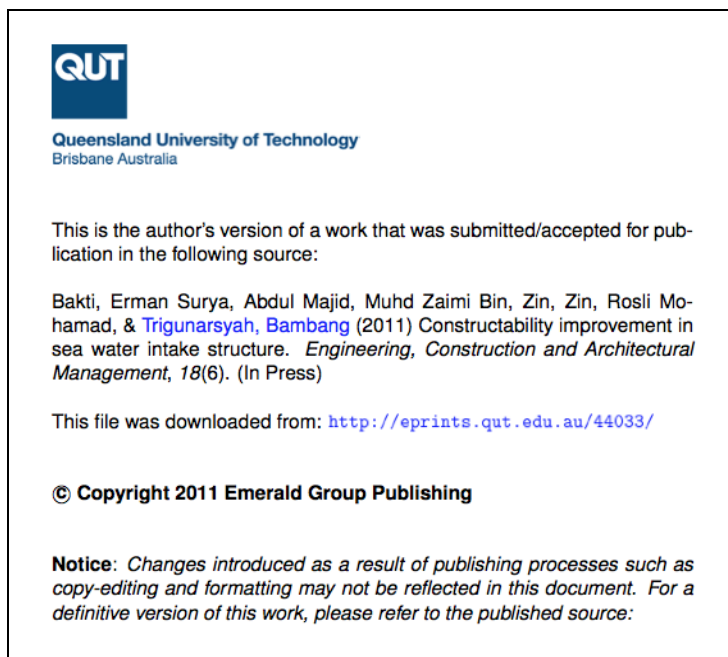 QUT
Queensland University of Technology
Brisbane Australia
This is the author's version of a work that was submitted/accepted for pub-
lication in the following source:
Bakti, Erman Surya, Abdul Majid, Muhd Zaimi Bin, Zin, Zin, Rosli Mo-
hamad, & Trigunarsyah, Bambang (2011) Constructability improvement in
sea water intake structure. Engineering, Construction and Architectural
Management, 18(6). (In Press)
This file was downloaded from: http://eprints.qut.edu.au/44033/
© Copyright 2011 Emerald Group Publishing
Notice: Changes introduced as a result of publishing processes such as
copy-editing and formatting may not be reflected in this document. For a
definitive version of this work, please refer to the published source: